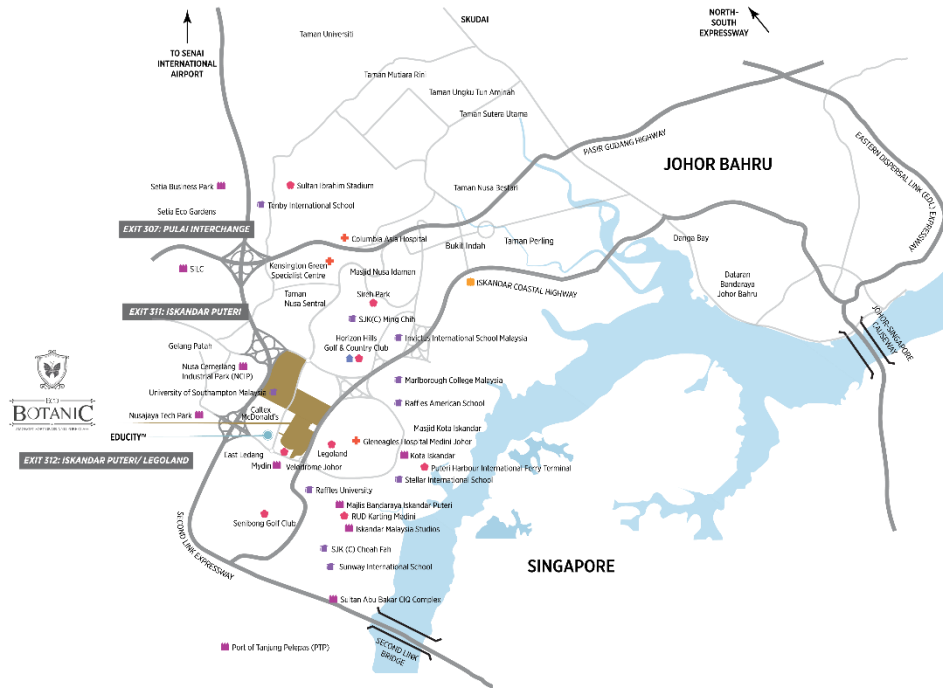 NORTH-
SOUTH
EXPRESSWAY
SKUDAI
Taman Universiti
TO SENAI
INTERNATIONAL
AIRPORT
Taman Mutiara Rini
Taman Ungku Tun Aminah
Taman Sutera Utama
PASIR GUDANG HIGHWAY
JOHOR BAHRU
EASTERN DISPERSAL LINK (EDL) EXPRESSWAY
Setia Business Park
Sultan Ibrahim Stadium
Taman Nusa Bestari
Tenby International School
Setia Eco Gardens
EXIT 307: PULAI INTERCHANGE
Columbia Asia Hospital
Bukit Indah
Taman Perling
Danga Bay
Kensington Green
Specialist Centre
Masjid Nusa Idaman
SILC
Dataran
Bandaraya
Johor Bahru
ISKANDAR COASTAL HIGHWAY
Taman
Nusa Sentral
Sireh Park
EXIT 311: ISKANDAR PUTERI
SJK(C) Ming Chih
JOHOR-SINGAPORE
CAUSEWAY
Horizon Hills
Golf & Country Club
Invictus International School Malaysia
Gelang Patah
Nusa Cemerlang
Industrial Park (NCIP)
Marlborough College Malaysia
University of Southampton Malaysia
BOTANIC
Raffles American School
Nusajaya Tech Park
Caltex
McDonald's
Masjid Kota Iskandar
EDUCITY™
Gleneagles Hospital Medini Johor
Legoland
East Ledang
Kota Iskandar
EXIT 312: ISKANDAR PUTERI/ LEGOLAND
Mydin
Velodrome Johor
Puteri Harbour International Ferry Terminal
Stellar International School
Raffles University
Majlis Bandaraya Iskandar Puteri
RUD Karting Medini
Senibong Golf Club
Iskandar Malaysia Studios
SECOND LINK EXPRESSWAY
SJK (C) Cheah Fah
Sunway International School
SINGAPORE
Sultan Abu Bakar CIQ Complex
SECOND LINK
BRIDGE
Port of Tanjung Pelepas (PTP)